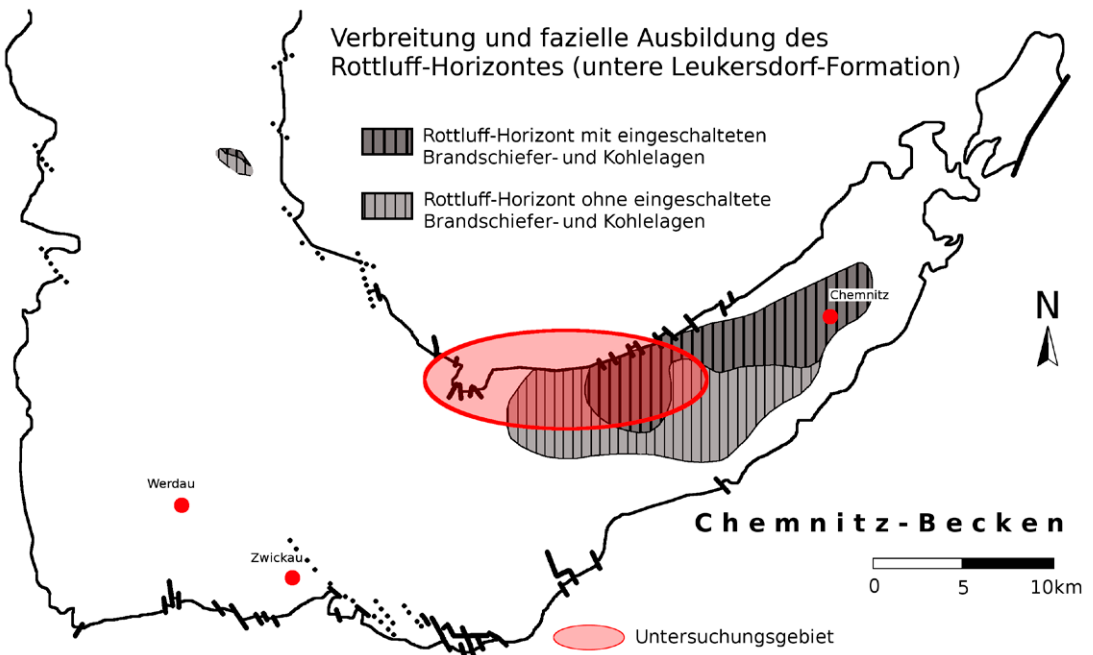 Verbreitung und fazielle Ausbildung des
Rottluff-Horizontes (untere Leukersdorf-Formation)
Rottluff-Horizont mit eingeschalteten
Brandschiefer- und Kohlelagen
Rottluff-Horizont ohne eingeschaltete
Brandschiefer- und Kohlelagen
Chemnitz
N
Werdau
Zwickau
Chemnitz-Becken
0 5 10km
Untersuchungsgebiet